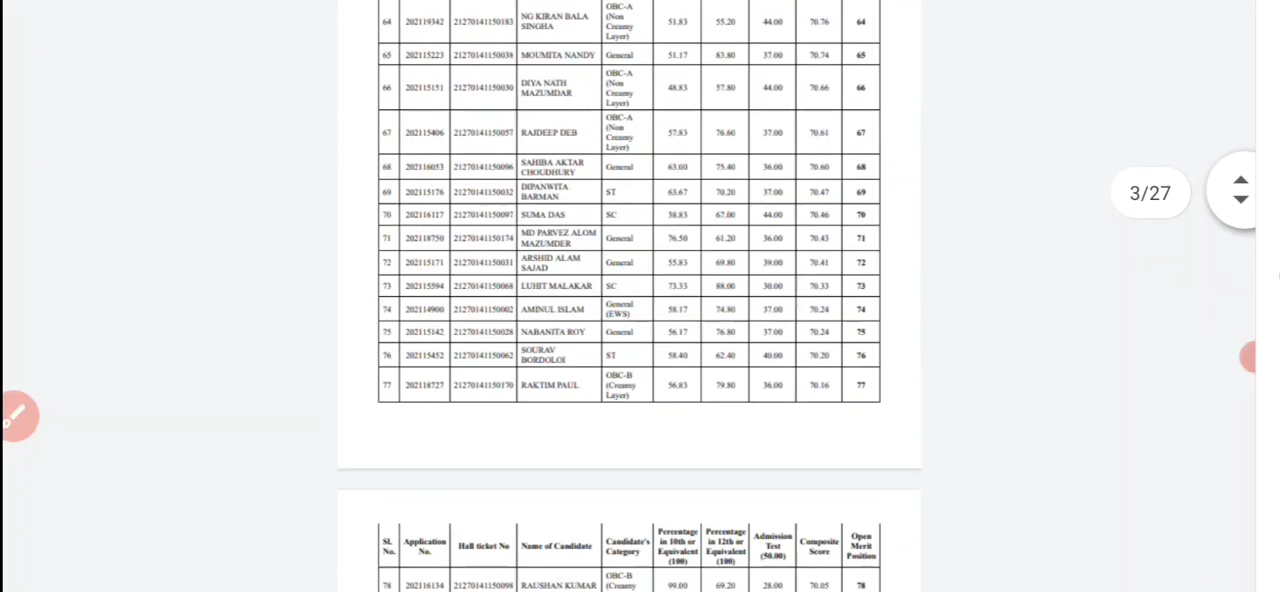 64 202119342 21270141150183 NG KIRAN BALA SINGHA OBC-A (Non Creamy Layer) 51.83 55.20 44.00 70.76 64
65 202115223 21270141150038 MOUMITA NANDY General 51.17 83.80 37.00 70.74 65
66 202115151 21270141150030 DIYA NATH MAZUMDAR OBC-A (Non Creamy Layer) 48.83 57.80 44.00 70.66 66
67 202115406 21270141150057 RAJDEEP DEB OBC-A (Non Creamy Layer) 57.83 76.60 37.00 70.61 67
68 202116053 21270141150096 SAHIBA AKTAR CHOUDHURY General 63.00 75.40 36.00 70.60 68
69 202115176 21270141150032 DIPANWITA BARMAN ST 63.67 70.20 37.00 70.47 69
70 202116117 21270141150097 SUMA DAS SC 38.83 67.00 44.00 70.46 70
71 202118750 21270141150174 MD PARVEZ ALOM MAZUMDER General 76.50 61.20 36.00 70.43 71
72 202115171 21270141150031 ARSHID ALAM SAJAD General 55.83 69.80 39.00 70.41 72
73 202115594 21270141150068 LUHIT MALAKAR SC 73.33 88.00 30.00 70.33 73
74 202114900 21270141150002 AMINUL ISLAM General (EWS) 58.17 74.80 37.00 70.24 74
75 202115142 21270141150028 NABANITA ROY General 56.17 76.80 37.00 70.24 75
76 202115452 21270141150062 SOURAV BORDOLOI ST 58.40 62.40 40.00 70.20 76
77 202118727 21270141150170 RAKTIM PAUL OBC-B (Creamy Layer) 56.83 79.80 36.00 70.16 77
3/27
SL No. Application No. Hall ticket No Name of Candidate Candidate's Category Percentage in 10th or Equivalent (100) Percentage in 12th or Equivalent (100) Admission Test (50.00) Composite Score Open Merit Position
78 202116134 21270141150098 RAUSHAN KUMAR OBC-B (Creamy 99.00 69.20 28.00 70.05 78